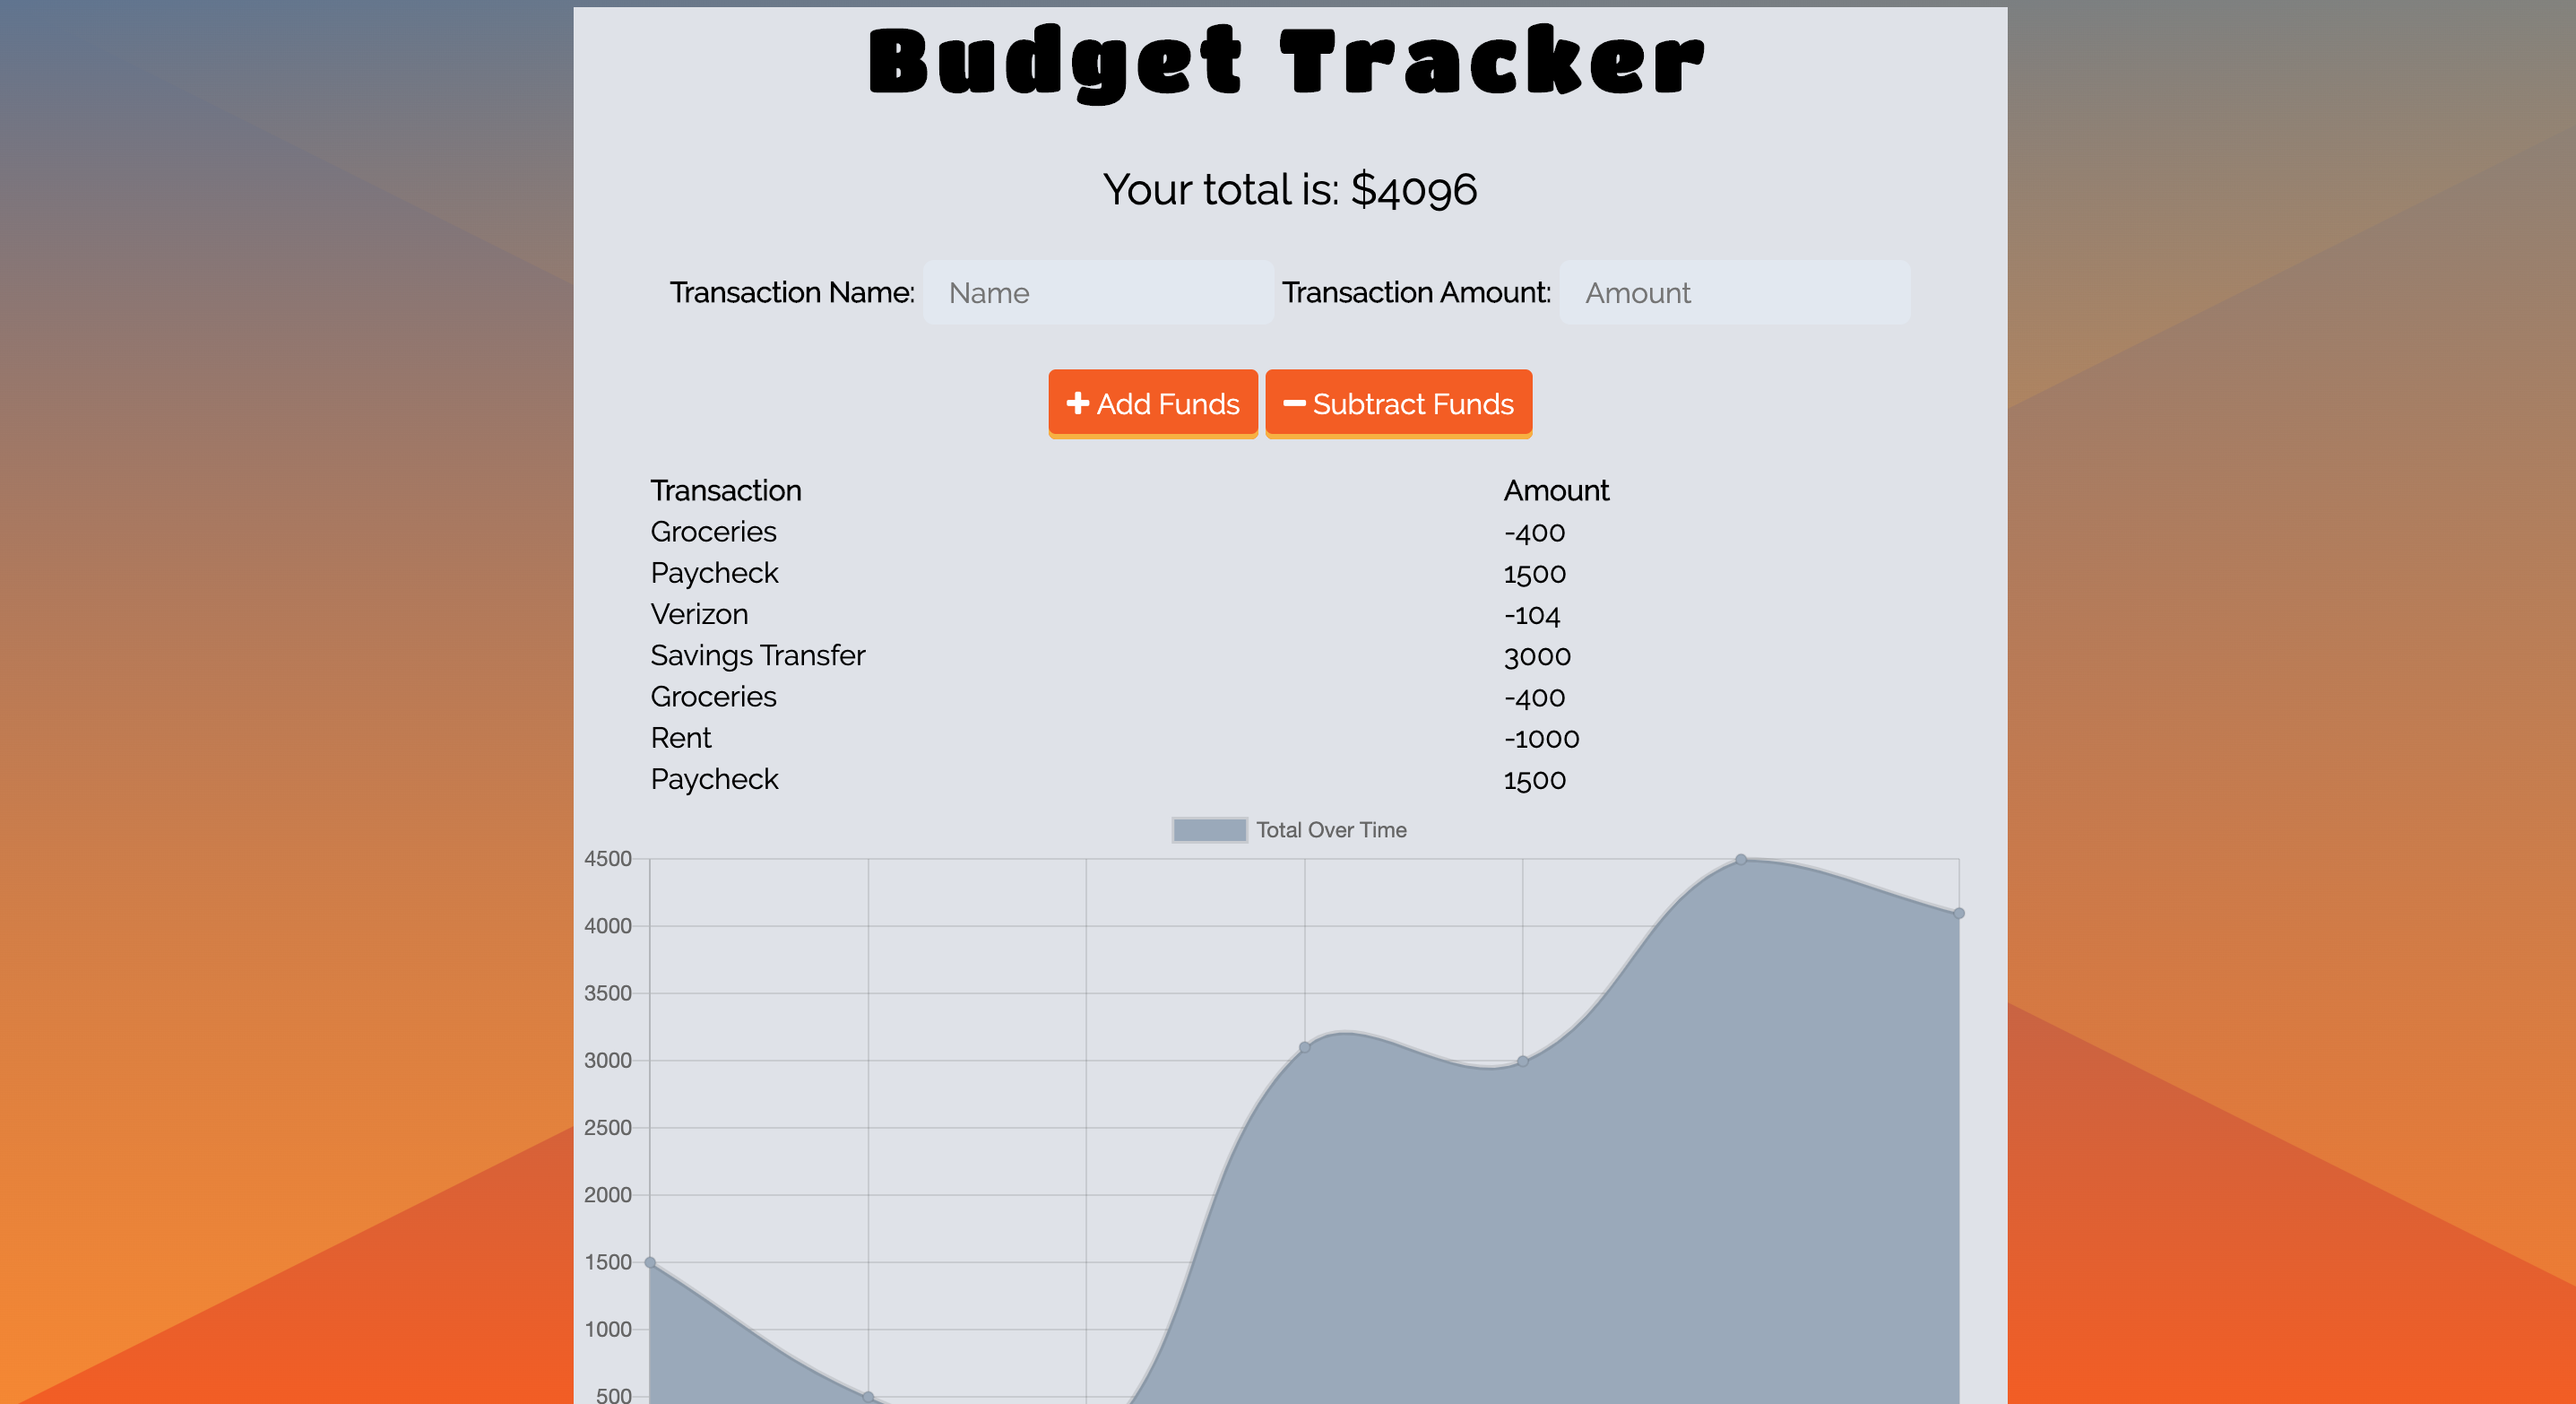 Budget Tracker
Your total is: $4096
Transaction Name: Name Transaction Amount: Amount
+ Add Funds − Subtract Funds
Transaction Amount
Groceries -400
Paycheck 1500
Verizon -104
Savings Transfer 3000
Groceries -400
Rent -1000
Paycheck 1500
Total Over Time
4500
4000
3500
3000
2500
2000
1500
1000
500